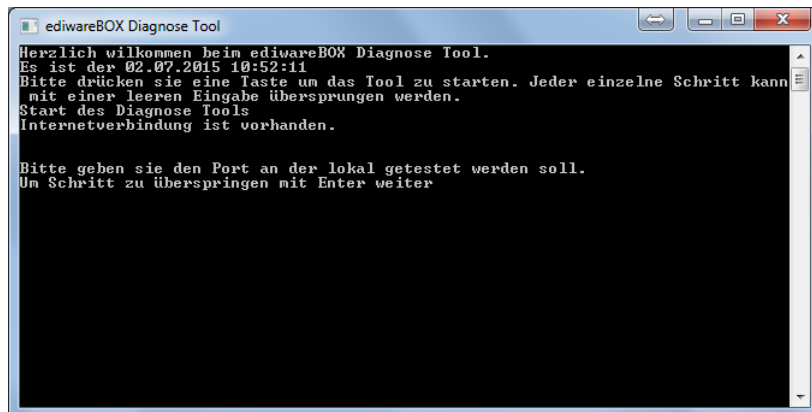 ediwareBOX Diagnose Tool
Herzlich wilkommen beim ediwareBOX Diagnose Tool.
Es ist der 02.07.2015 10:52:11
Bitte drücken sie eine Taste um das Tool zu starten. Jeder einzelne Schritt kann
mit einer leeren Eingabe übersprungen werden.
Start des Diagnose Tools
Internetverbindung ist vorhanden.
Bitte geben sie den Port an der lokal getestet werden soll.
Um Schritt zu überspringen mit Enter weiter